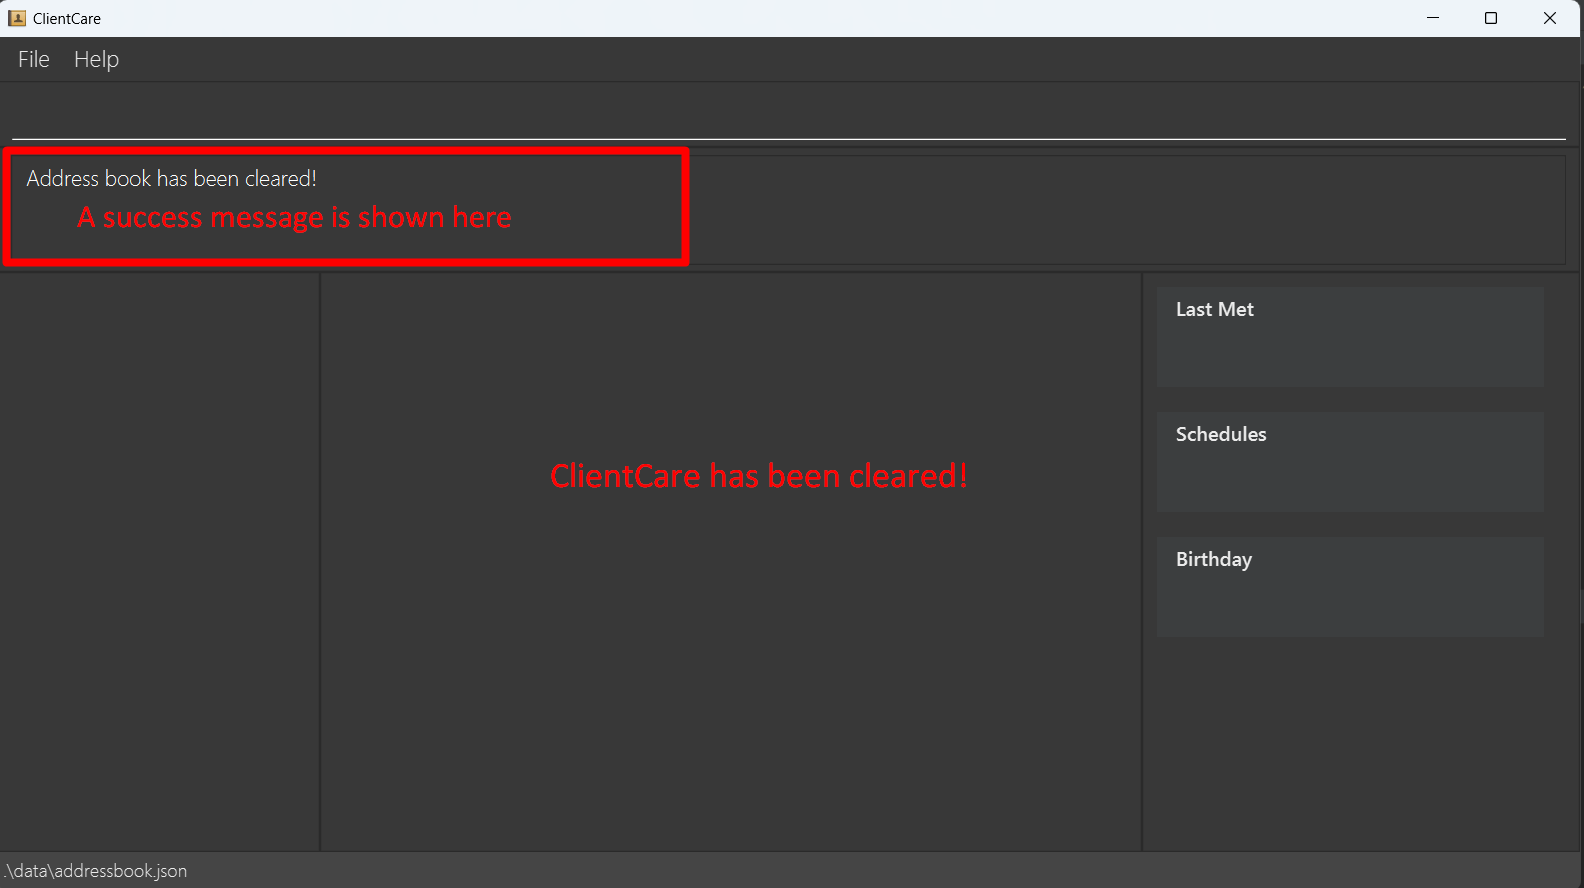 ClientCare
File Help
Address book has been cleared!
A success message is shown here
Last Met
Schedules
ClientCare has been cleared!
Birthday
.\data\addressbook.json